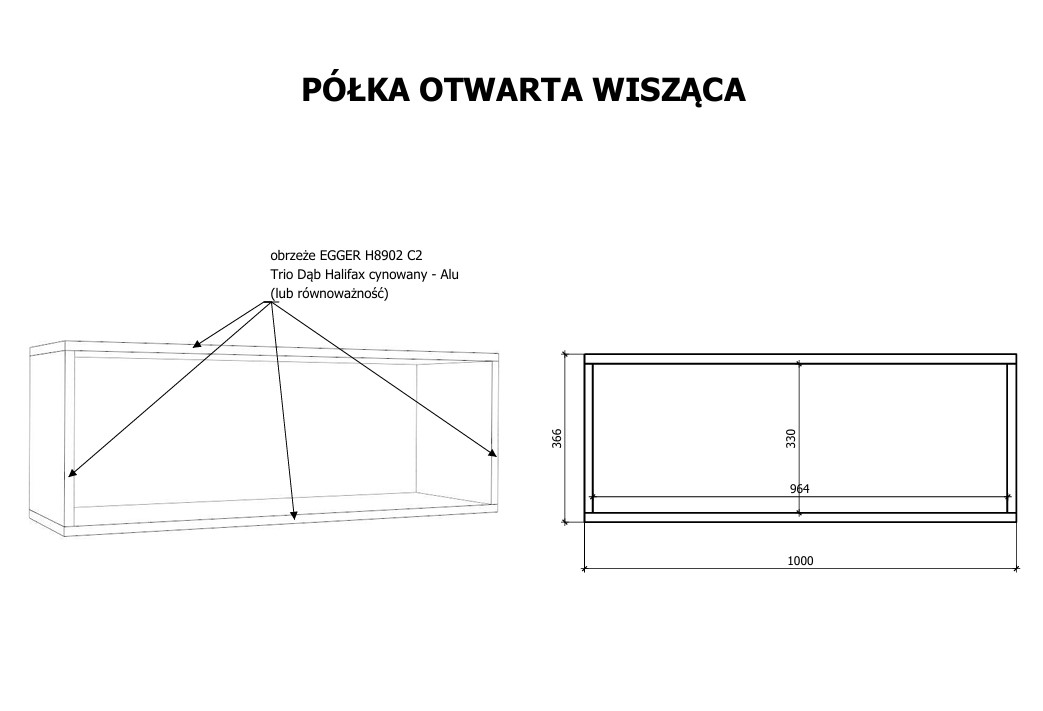 PÓŁKA OTWARTA WISZĄCA
obrzeże EGGER H8902 C2
Trio Dąb Halifax cynowany - Alu
(lub równoważność)
366
330
964
1000